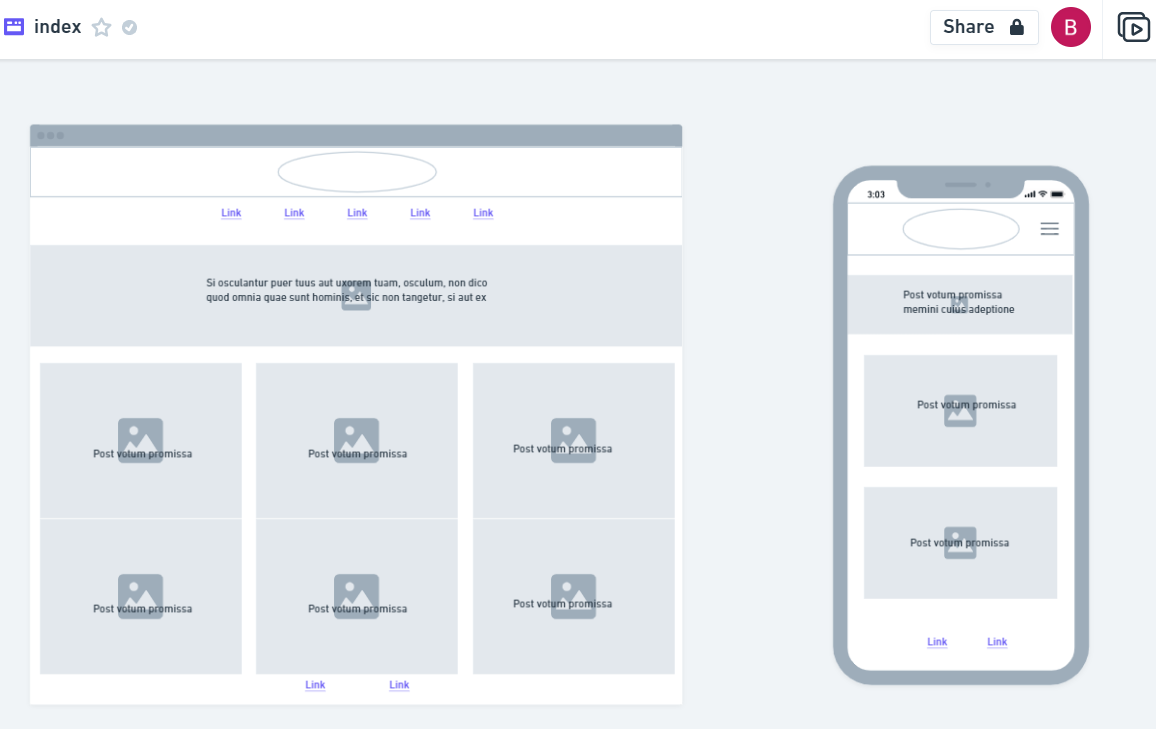 index
Share
B
Link Link Link Link Link
Si osculantur puer tuus aut uxorem tuam, osculum, non dico
quod omnia quae sunt hominis, et sic non tangetur, si aut ex
Post votum promissa Post votum promissa Post votum promissa
Post votum promissa Post votum promissa Post votum promissa
Link Link
3:03
Post votum promissa
memini cuius adeptione
Post votum promissa
Post votum promissa
Link Link